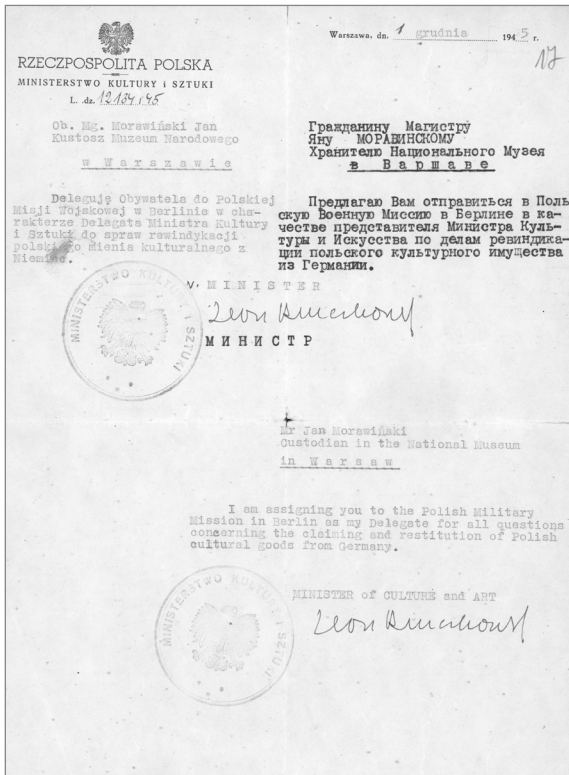 RZECZPOSPOLITA POLSKA
MINISTERSTWO KULTURY i SZTUKI
L. dz. 12134/45
Warszawa, dn. 1 grudnia 1945 r.
17
Ob. Mg. Morawiński Jan
Kustosz Muzeum Narodowego
w Warszawie
Гражданину Магистру
Яну МОРАВИНСКОМУ
Хранителю Национального Музея
в Варшаве
Deleguję Obywatela do Polskiej
Misji Wojskowej w Berlinie w cha-
rakterze Delegata Ministra Kultury
i Sztuki do spraw rewindykacji
polskiego mienia kulturalnego z
Niemiec.
Предлагаю Вам отправиться в Поль-
скую Военную Миссию в Берлине в ка-
честве представителя Министра Куль-
туры и Искусства по делам ревиндика-
ции польского культурного имущества
из Германии.
v. MINISTER
МИНИСТР
MINISTERSTWO KULTURY I SZTUKI
Mr Jan Morawiński
Custodian in the National Museum
in Warsaw
I am assigning you to the Polish Military
Mission in Berlin as my Delegate for all questions
concerning the claiming and restitution of Polish
cultural goods from Germany.
MINISTER of CULTURE and ART
MINISTERSTWO KULTURY I SZTUKI